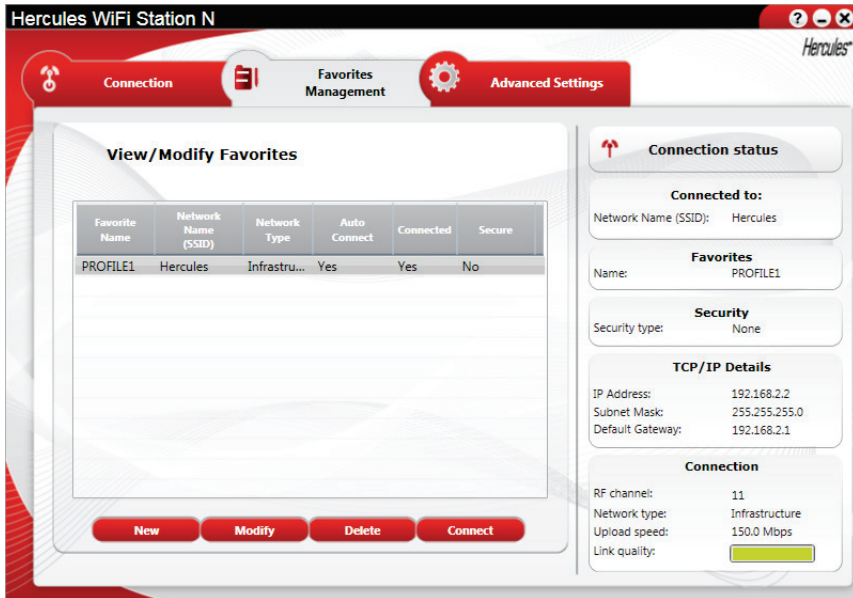 Hercules WiFi Station N
?
Hercules
Connection
Favorites
Management
Advanced Settings
View/Modify Favorites
Favorite Name Network Name (SSID) Network Type Auto Connect Connected Secure
PROFILE1 Hercules Infrastru... Yes Yes No
New Modify Delete Connect
Connection status
Connected to:
Network Name (SSID): Hercules
Favorites
Name: PROFILE1
Security
Security type: None
TCP/IP Details
IP Address: 192.168.2.2
Subnet Mask: 255.255.255.0
Default Gateway: 192.168.2.1
Connection
RF channel: 11
Network type: Infrastructure
Upload speed: 150.0 Mbps
Link quality: